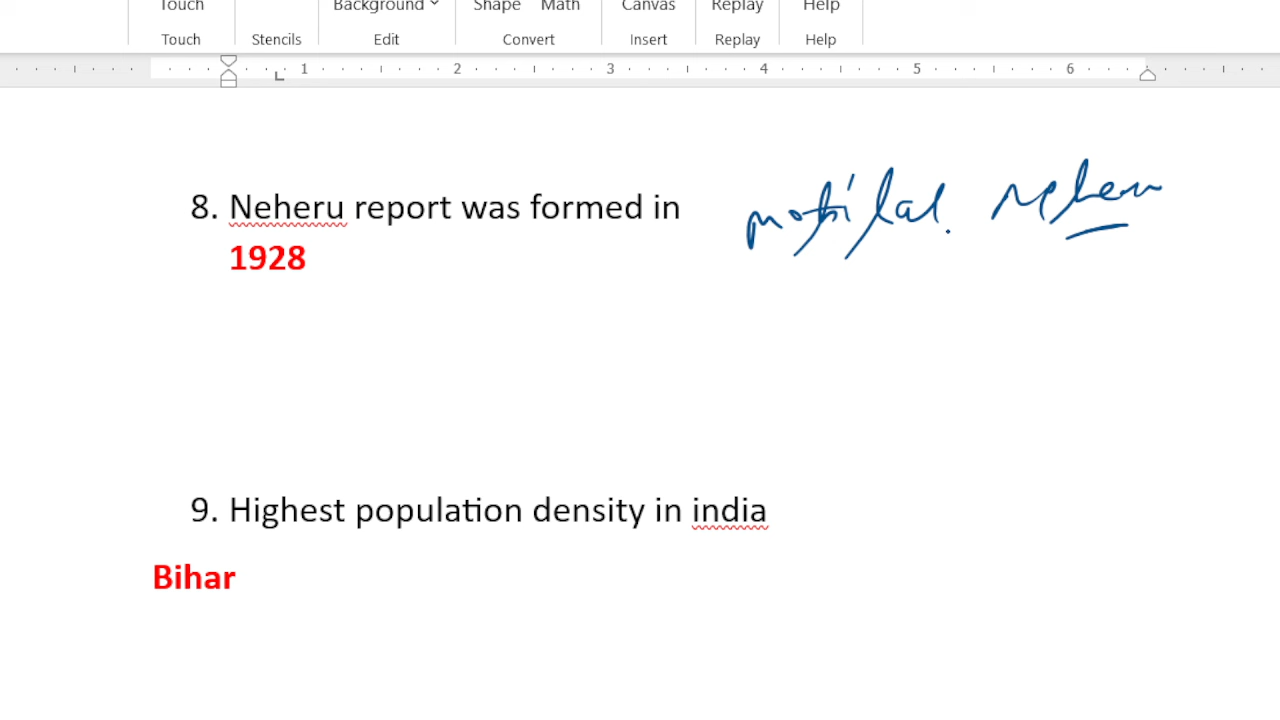 Touch Background Shape Math Canvas Replay Help
Touch Stencils Edit Convert Insert Replay Help
1 2 3 4 5 6
8. Neheru report was formed in
motilal Neheru
1928
9. Highest population density in india
Bihar